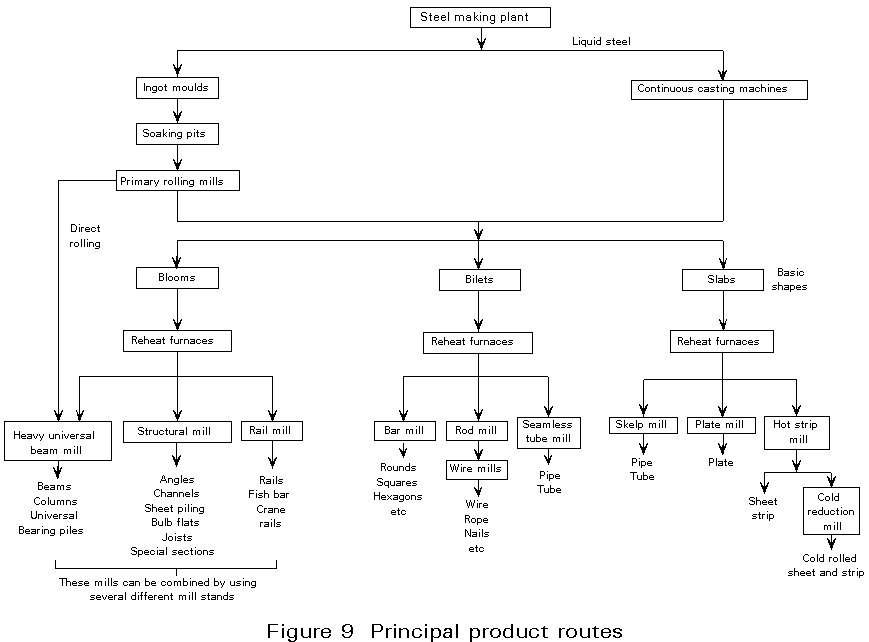 Steel making plant
Liquid steel
Ingot moulds
Continuous casting machines
Soaking pits
Primary rolling mills
Direct
rolling
Blooms
Bilets
Slabs
Basic
shapes
Reheat furnaces
Reheat furnaces
Reheat furnaces
Heavy universal
beam mill
Structural mill
Rail mill
Bar mill
Rod mill
Seamless
tube mill
Skelp mill
Plate mill
Hot strip
mill
Beams
Columns
Universal
Bearing piles
Angles
Channels
Sheet piling
Bulb flats
Joists
Special sections
Rails
Fish bar
Crane
rails
Rounds
Squares
Hexagons
etc
Wire mills
Wire
Rope
Nails
etc
Pipe
Tube
Pipe
Tube
Plate
Sheet
strip
Cold
reduction
mill
Cold rolled
sheet and strip
These mills can be combined by using
several different mill stands
Figure 9 Principal product routes